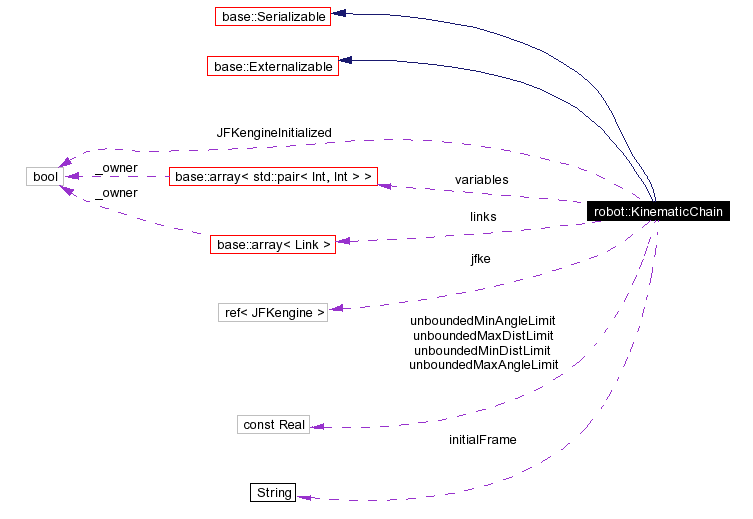 base::Serializable
base::Externalizable
JFKengineInitialized
bool
_owner
base::array< std::pair< Int, Int > >
variables
_owner
robot::KinematicChain
links
base::array< Link >
jfke
ref< JFKengine >
unboundedMinAngleLimit
unboundedMaxDistLimit
unboundedMinDistLimit
unboundedMaxAngleLimit
const Real
initialFrame
String